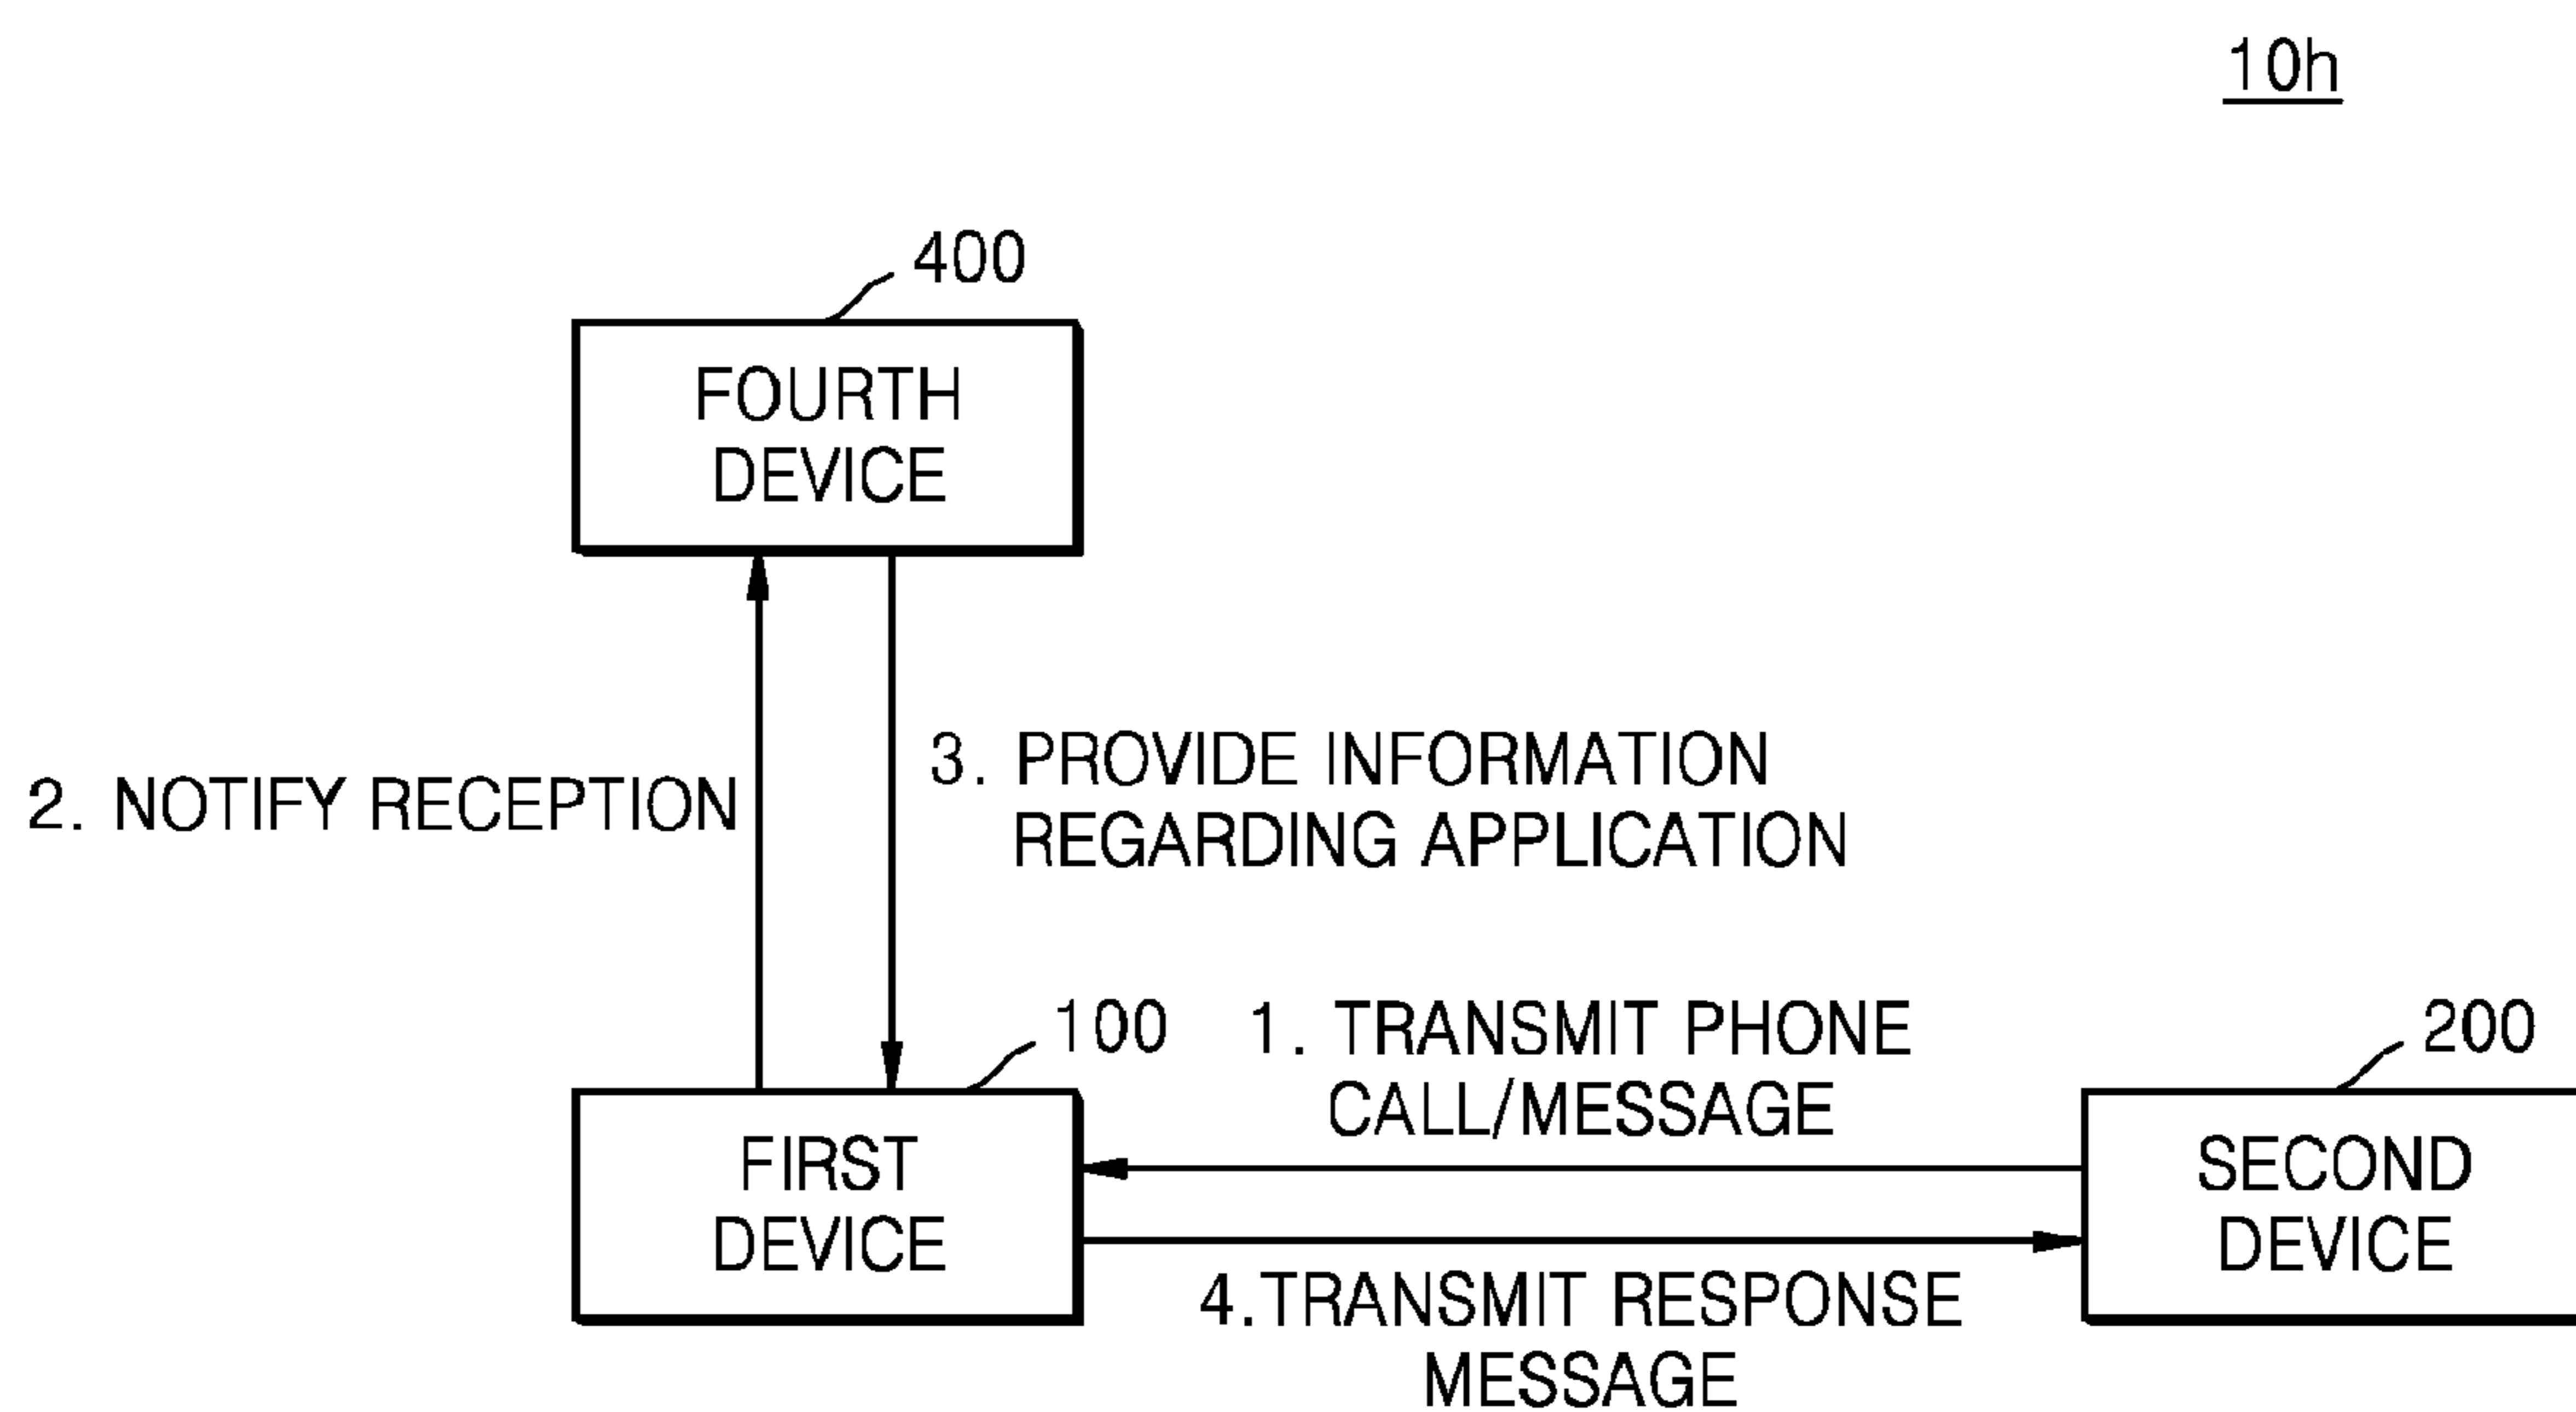 10h
400
FOURTH
DEVICE
2. NOTIFY RECEPTION
3. PROVIDE INFORMATION
REGARDING APPLICATION
100
1. TRANSMIT PHONE
CALL/MESSAGE
200
FIRST
DEVICE
SECOND
DEVICE
4.TRANSMIT RESPONSE
MESSAGE